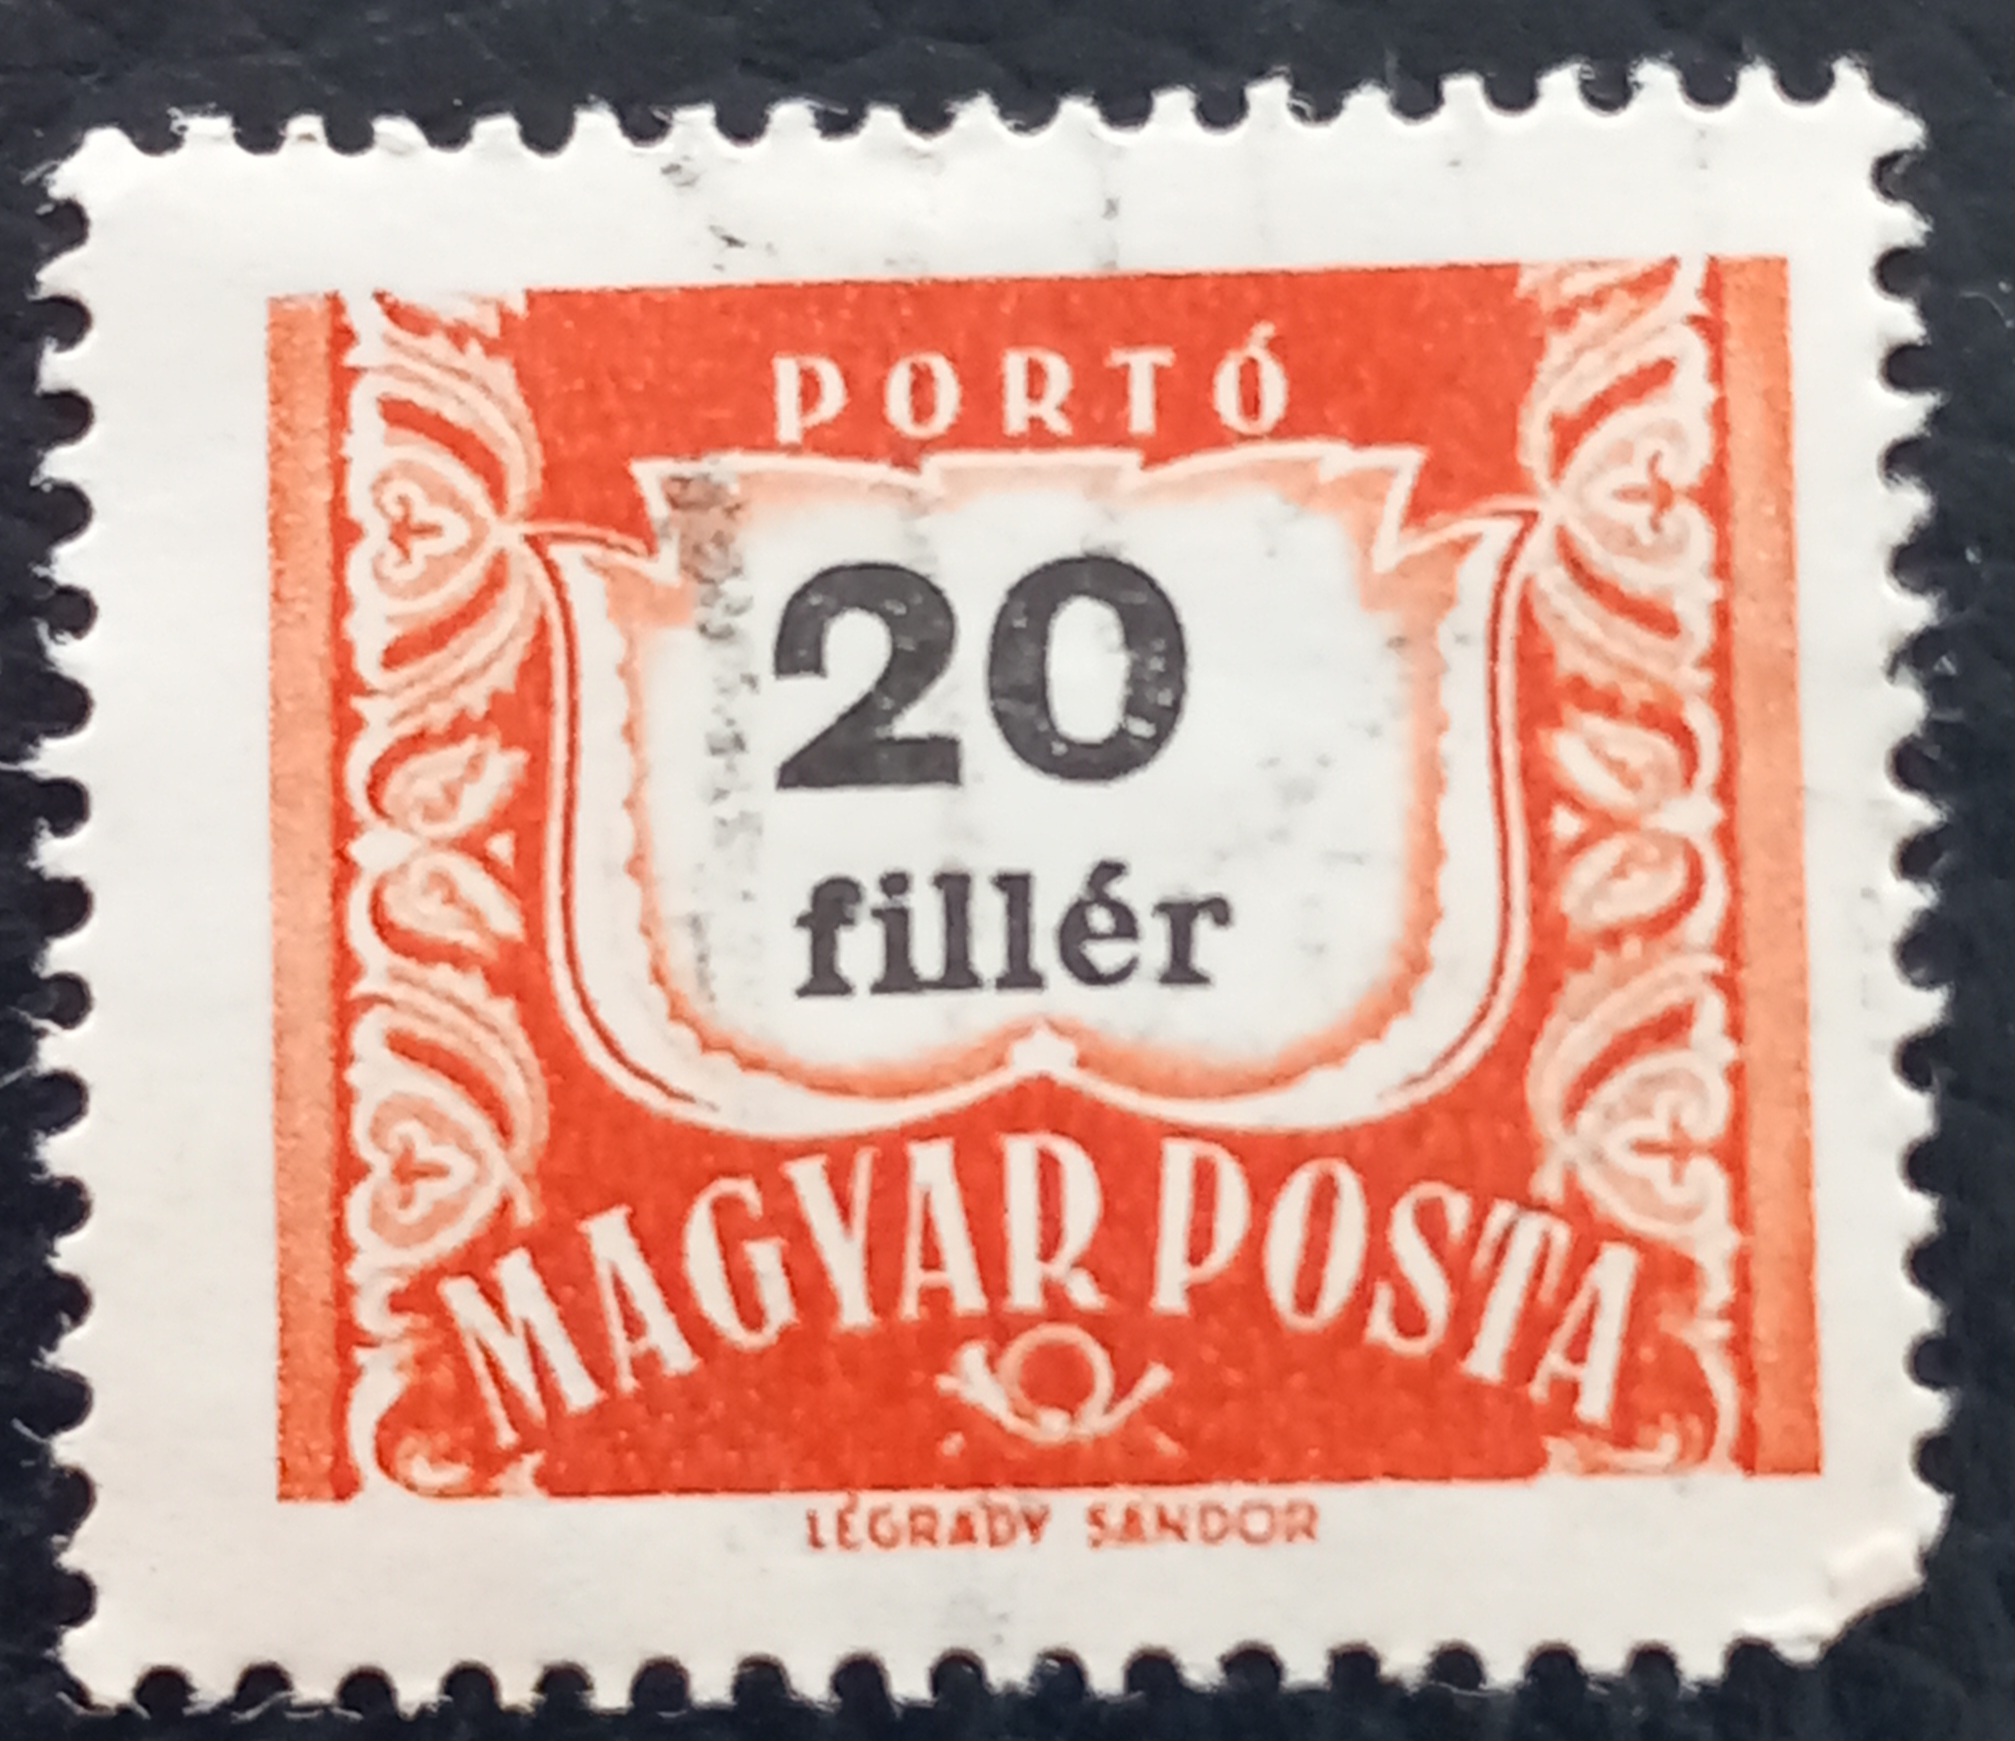 PORTÓ
20
fillér
MAGYAR POSTA
LÉGRÁDY SÁNDOR